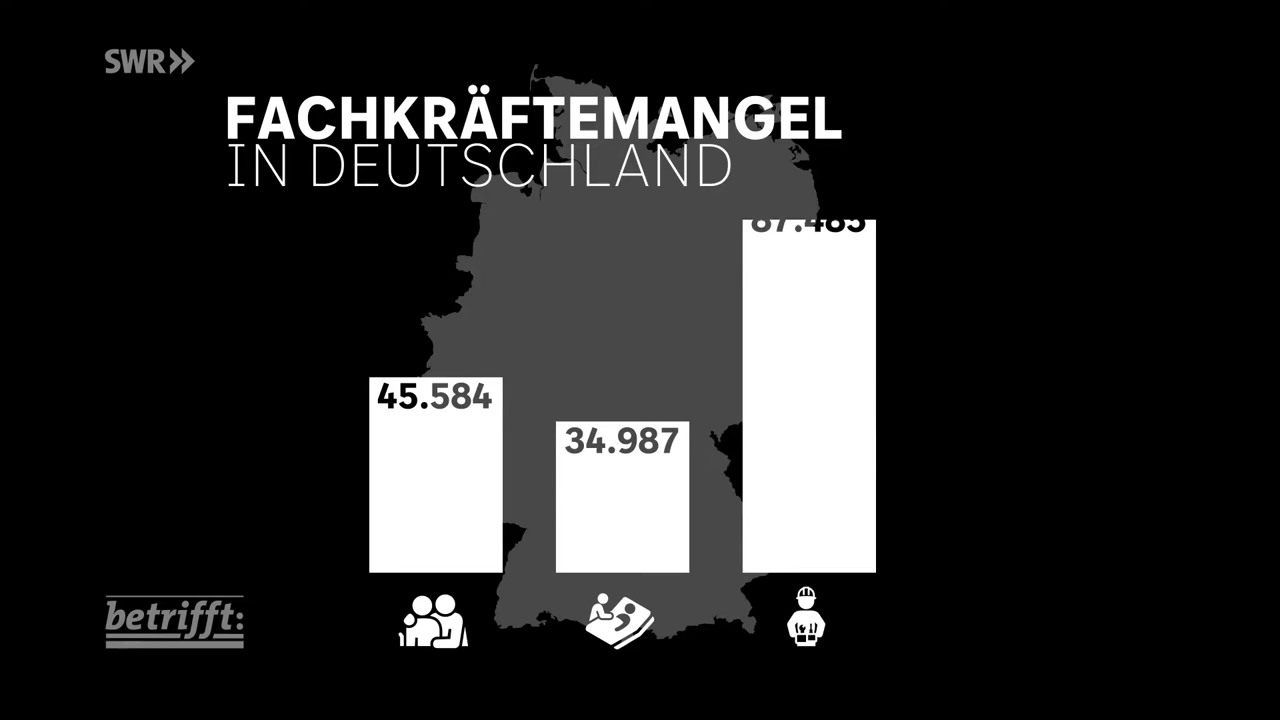 SWR
FACHKRÄFTEMANGEL
IN DEUTSCHLAND
45.584
34.987
betrifft: